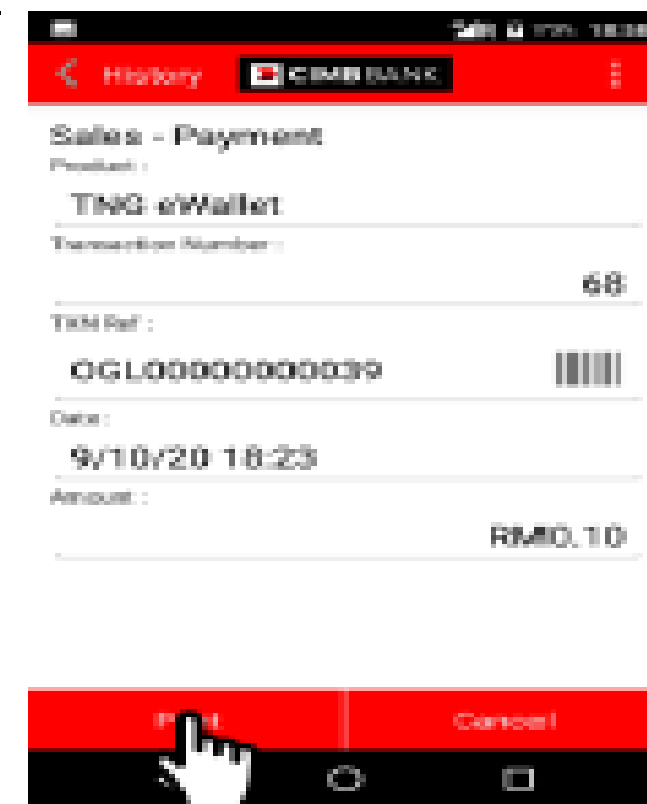 History CIMB BANK
Sales - Payment
Product :
TNG eWallet
Transaction Number :
68
TXN Ref :
OGL00000000039
Date :
9/10/20 18:23
Amount :
RM0.10
Cancel